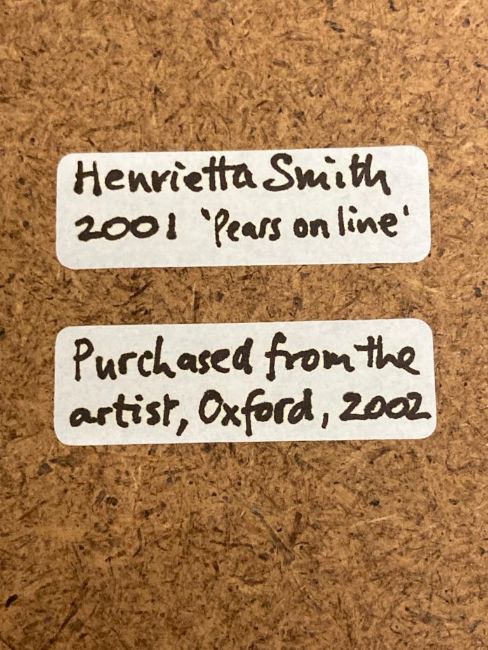 Henrietta Smith
2001 'Pears on line'
Purchased from the
artist, Oxford, 2002